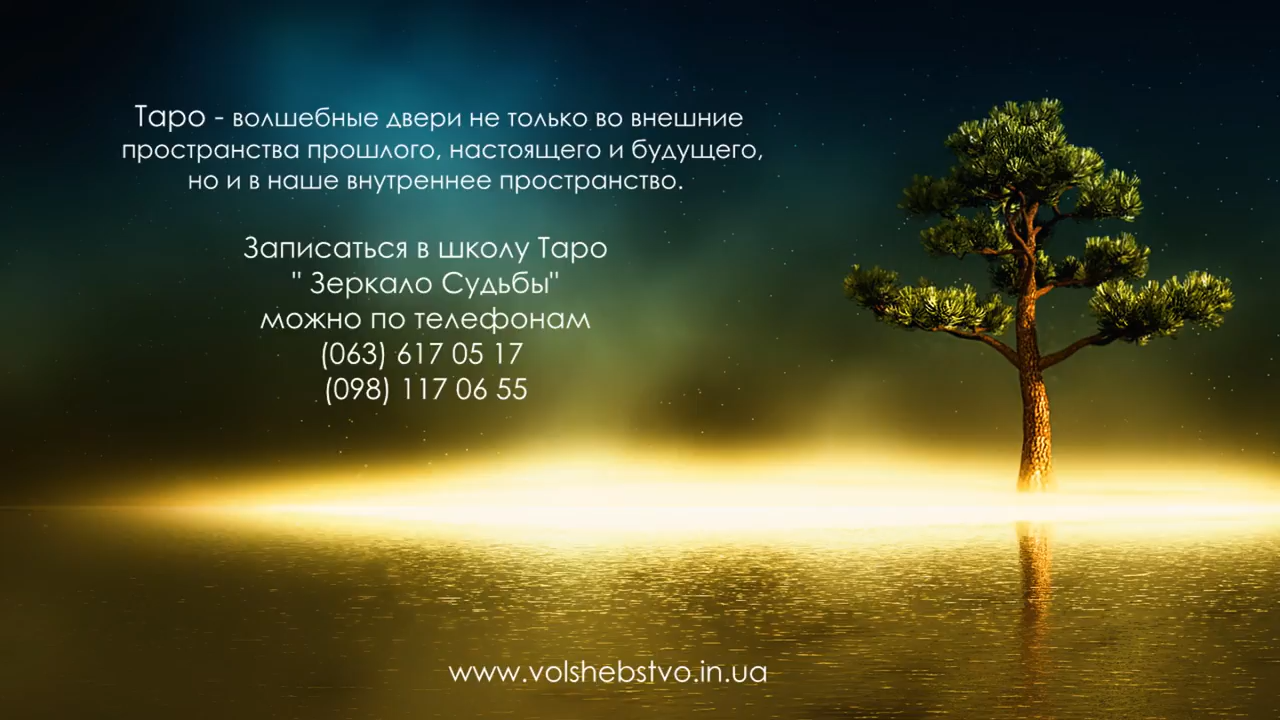 Таро - волшебные двери не только во внешние
пространства прошлого, настоящего и будущего,
но и в наше внутреннее пространство.
Записаться в школу Таро
" Зеркало Судьбы"
можно по телефонам
(063) 617 05 17
(098) 117 06 55
www.volshebstvo.in.ua